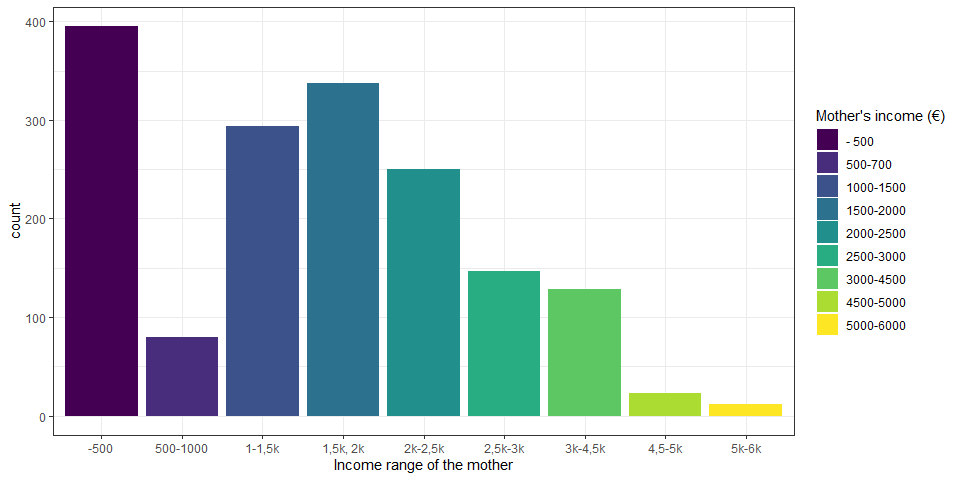 400
300
200
100
0
count
-500
500-1000
1-1,5k
1,5k, 2k
2k-2,5k
2,5k-3k
3k-4,5k
4,5-5k
5k-6k
Income range of the mother
Mother's income (€)
- 500
500-700
1000-1500
1500-2000
2000-2500
2500-3000
3000-4500
4500-5000
5000-6000